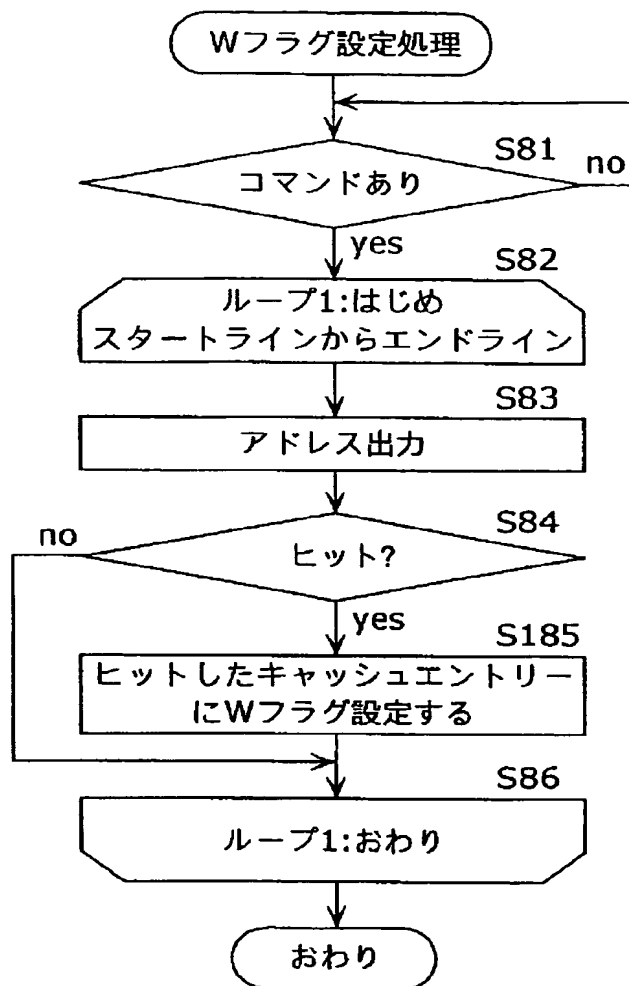 Wフラグ設定処理
S81
コマンドあり
no
yes
S82
ループ1:はじめ
スタートラインからエンドライン
S83
アドレス出力
S84
no
ヒット?
yes
S185
ヒットしたキャッシュエントリー
にWフラグ設定する
S86
ループ1:おわり
おわり